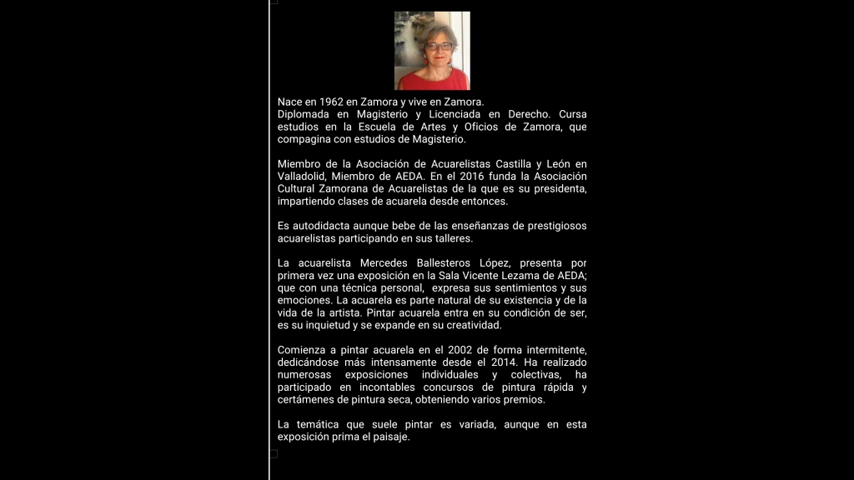 Nace en 1962 en Zamora y vive en Zamora.
Diplomada en Magisterio y Licenciada en Derecho. Cursa
estudios en la Escuela de Artes y Oficios de Zamora, que
compagina con estudios de Magisterio.
Miembro de la Asociación de Acuarelistas Castilla y León en
Valladolid, Miembro de AEDA. En el 2016 funda la Asociación
Cultural Zamorana de Acuarelistas de la que es su presidenta,
impartiendo clases de acuarela desde entonces.
Es autodidacta aunque bebe de las enseñanzas de prestigiosos
acuarelistas participando en sus talleres.
La acuarelista Mercedes Ballesteros López, presenta por
primera vez una exposición en la Sala Vicente Lezama de AEDA;
que con una técnica personal, expresa sus sentimientos y sus
emociones. La acuarela es parte natural de su existencia y de la
vida de la artista. Pintar acuarela entra en su condición de ser,
es su inquietud y se expande en su creatividad.
Comienza a pintar acuarela en el 2002 de forma intermitente,
dedicándose más intensamente desde el 2014. Ha realizado
numerosas exposiciones individuales y colectivas, ha
participado en incontables concursos de pintura rápida y
certámenes de pintura seca, obteniendo varios premios.
La temática que suele pintar es variada, aunque en esta
exposición prima el paisaje.